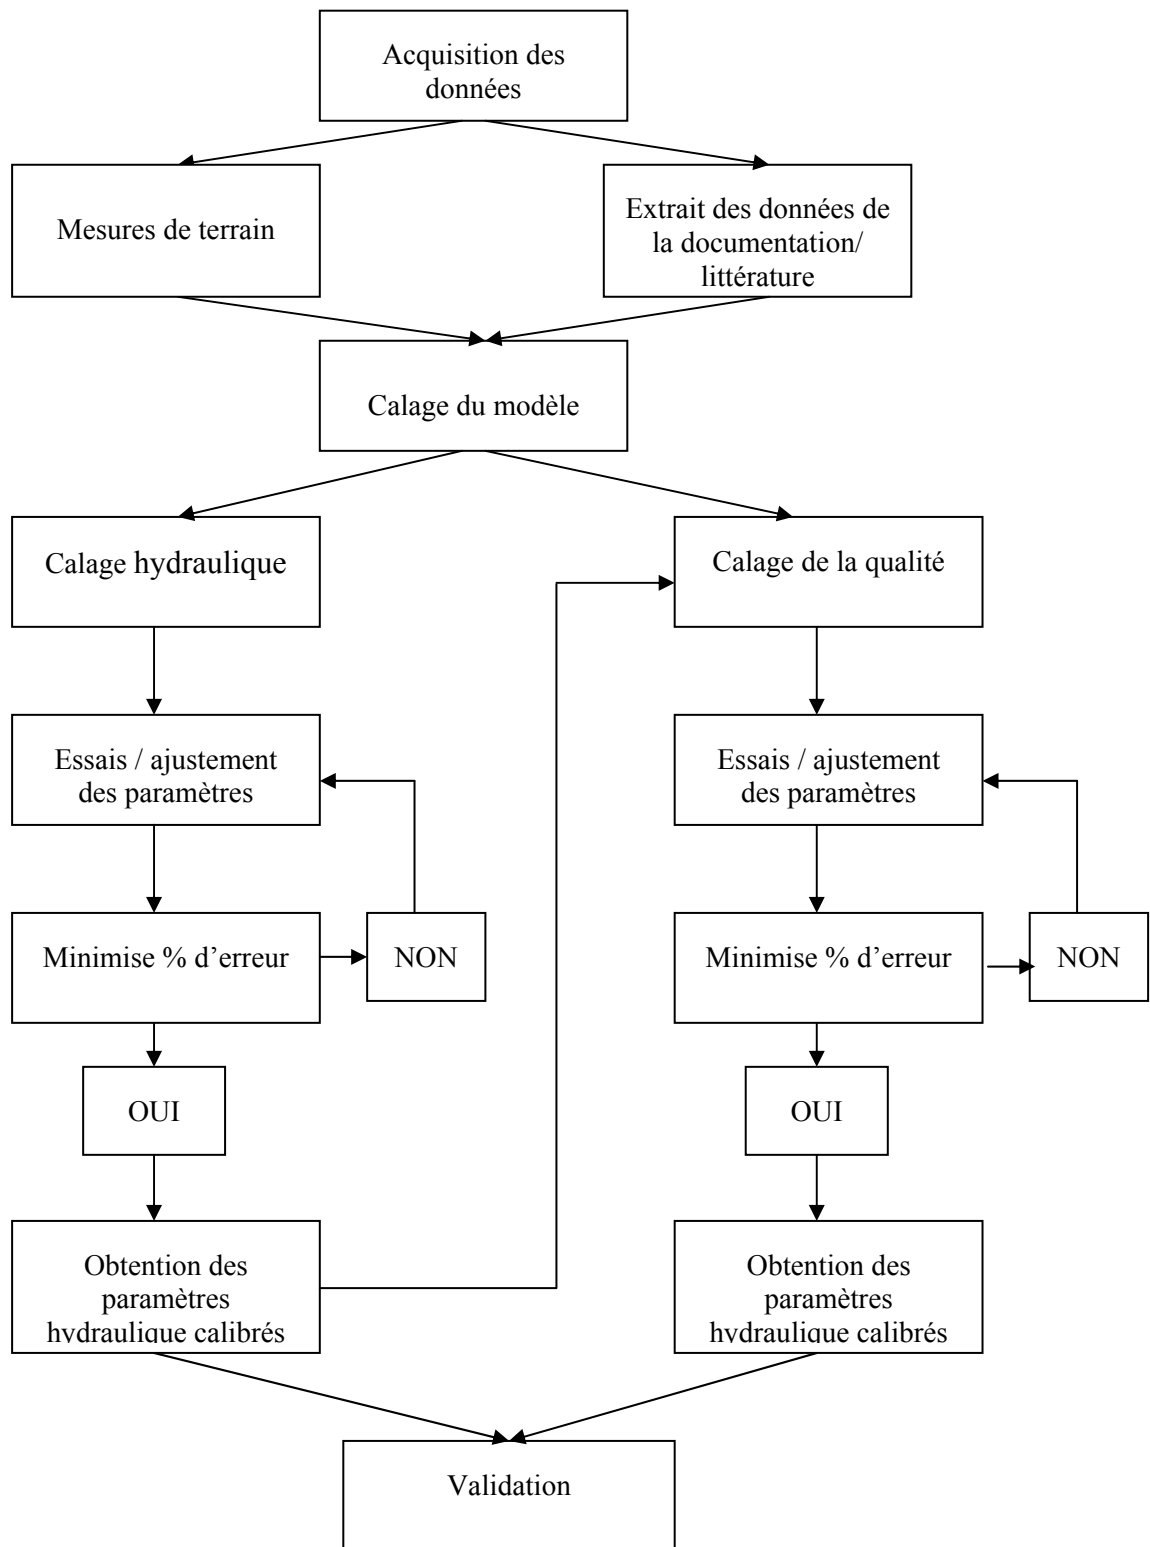 Acquisition des
données
Mesures de terrain
Extrait des données de
la documentation/
littérature
Calage du modèle
Calage hydraulique
Calage de la qualité
Essais / ajustement
des paramètres
Essais / ajustement
des paramètres
Minimise % d’erreur
NON
Minimise % d’erreur
NON
OUI
OUI
Obtention des
paramètres
hydraulique calibrés
Obtention des
paramètres
hydraulique calibrés
Validation